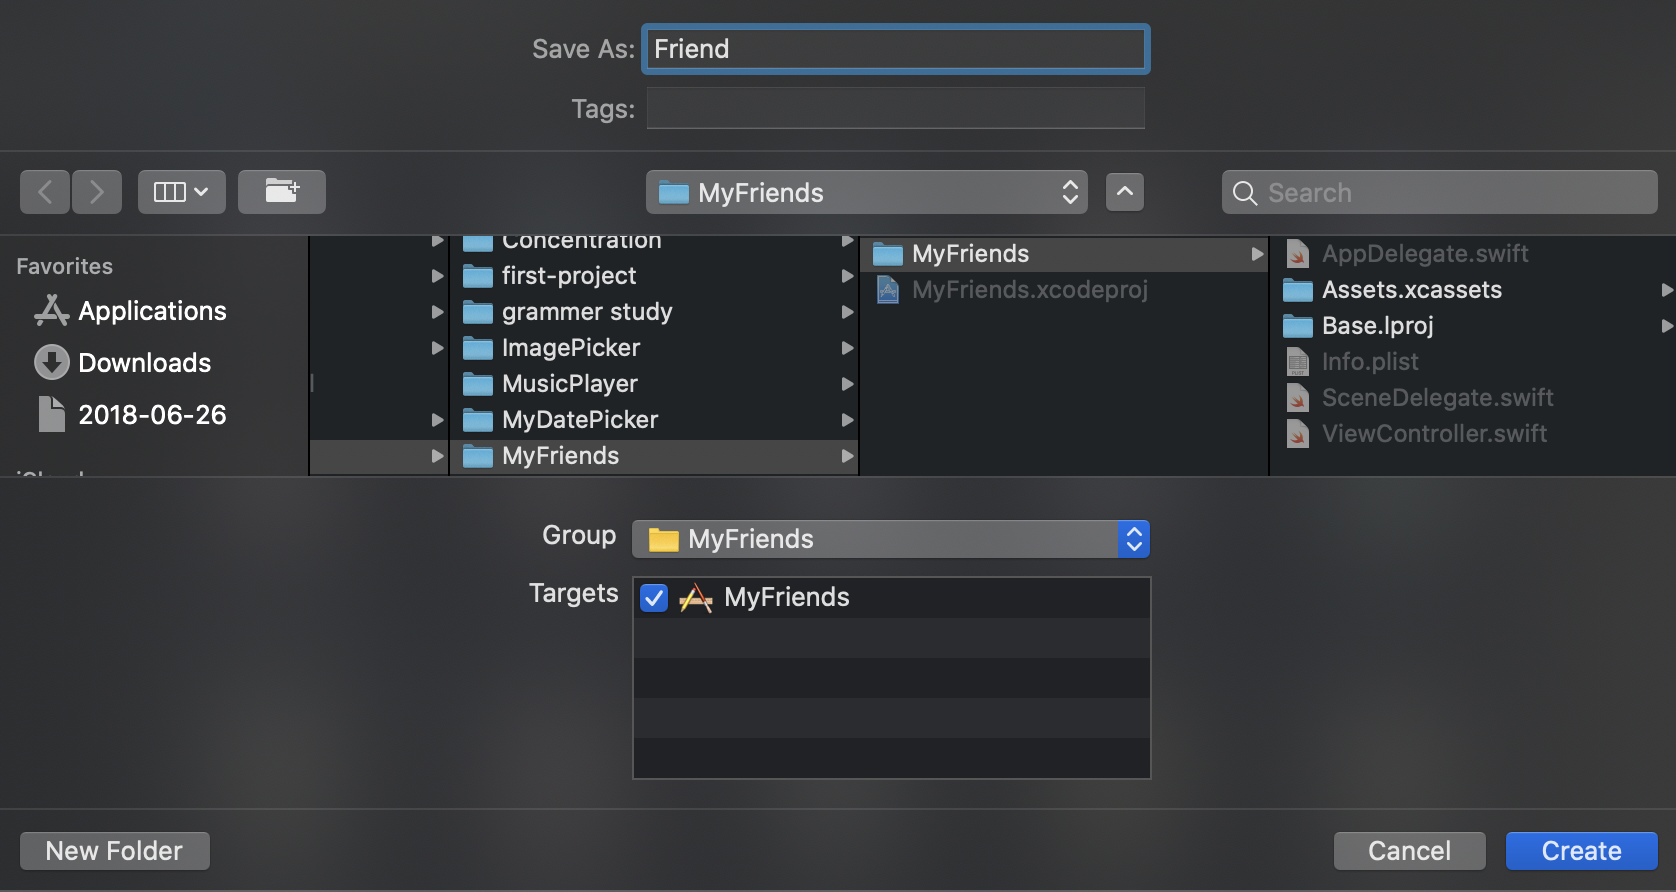 Save As: Friend
Tags:
MyFriends
Search
Favorites
Applications
Downloads
2018-06-26
Concentration
first-project
grammer study
ImagePicker
MusicPlayer
MyDatePicker
MyFriends
MyFriends
MyFriends.xcodeproj
AppDelegate.swift
Assets.xcassets
Base.lproj
Info.plist
SceneDelegate.swift
ViewController.swift
Group MyFriends
Targets MyFriends
New Folder
Cancel
Create